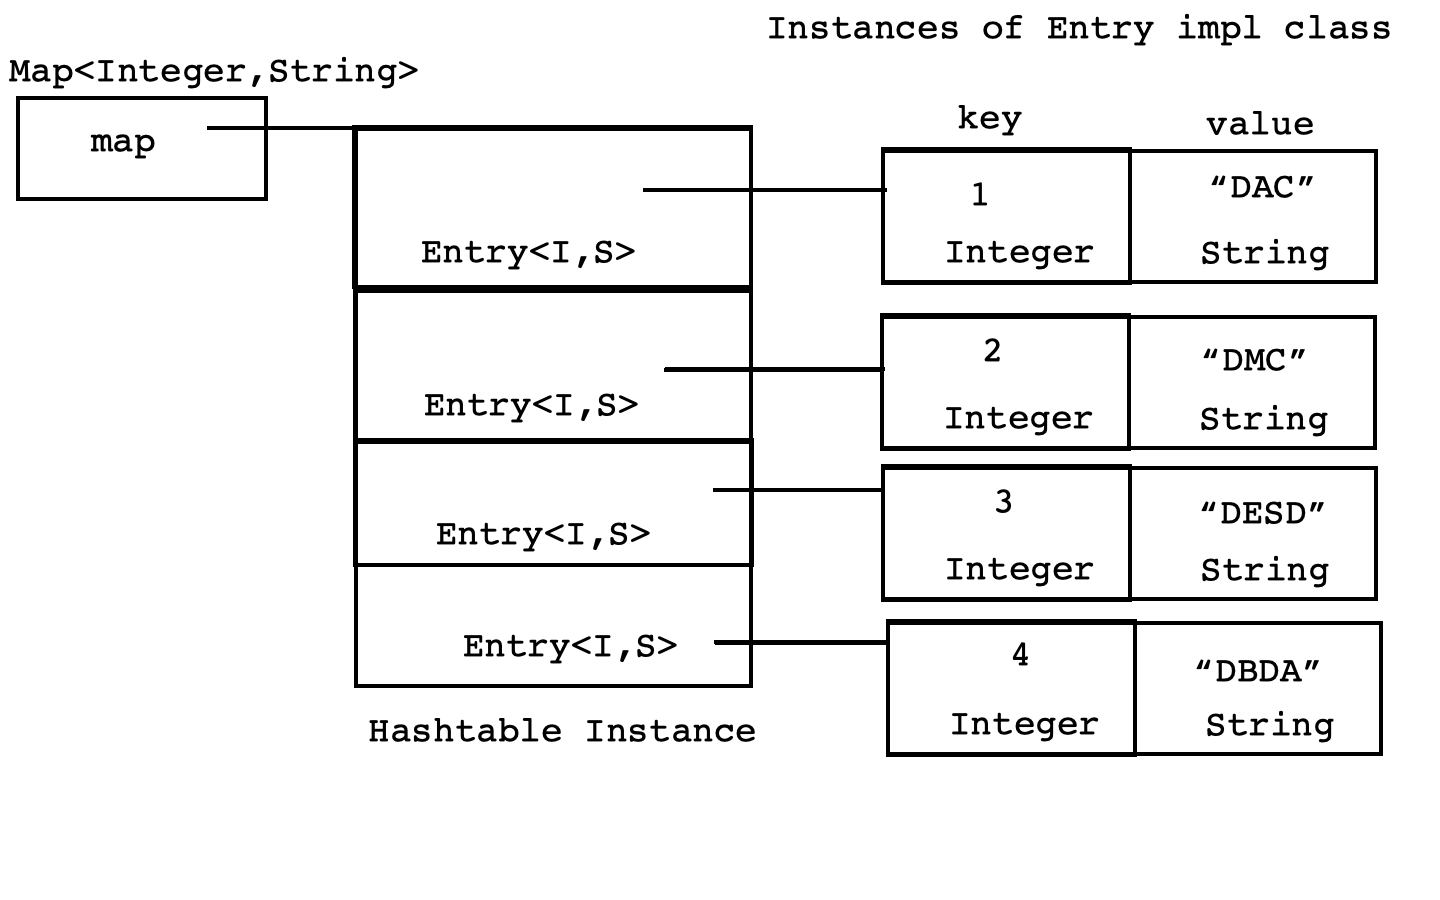 Instances of Entry impl class
Map<Integer,String>
map
key
value
Entry<I,S>
1
Integer
“DAC”
String
Entry<I,S>
2
Integer
“DMC”
String
Entry<I,S>
3
Integer
“DESD”
String
Entry<I,S>
4
Integer
“DBDA”
String
Hashtable Instance